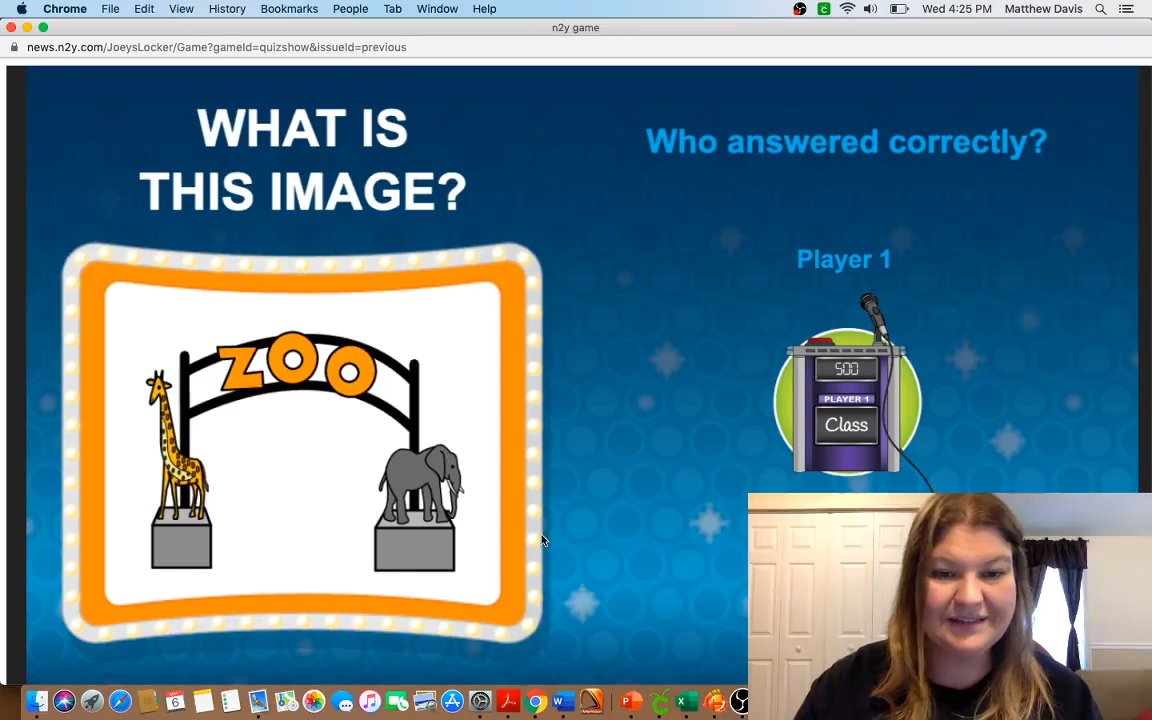 Chrome File Edit View History Bookmarks People Tab Window Help Wed 4:25 PM Matthew Davis
n2y game
news.n2y.com/JoeysLocker/Game?gameId=quizshow&issueId=previous
WHAT IS
THIS IMAGE?
Who answered correctly?
Player 1
ZOO
500
PLAYER 1
Class
6